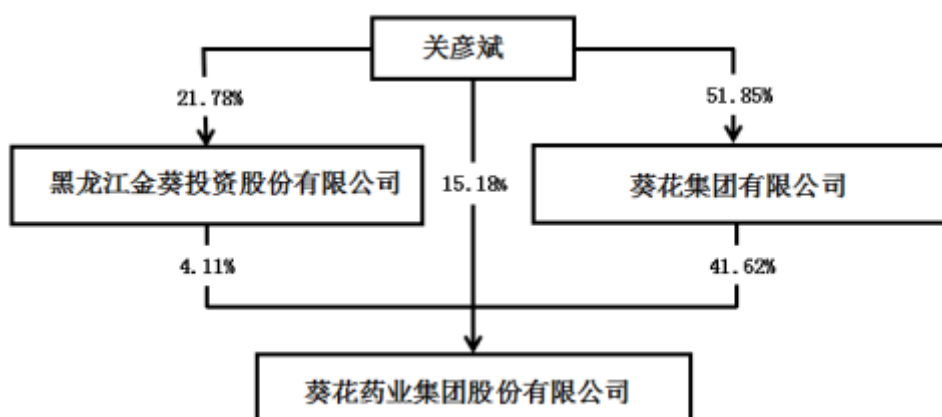 关彦斌
21.78%
51.85%
黑龙江金葵投资股份有限公司
15.18%
葵花集团有限公司
4.11%
41.62%
葵花药业集团股份有限公司